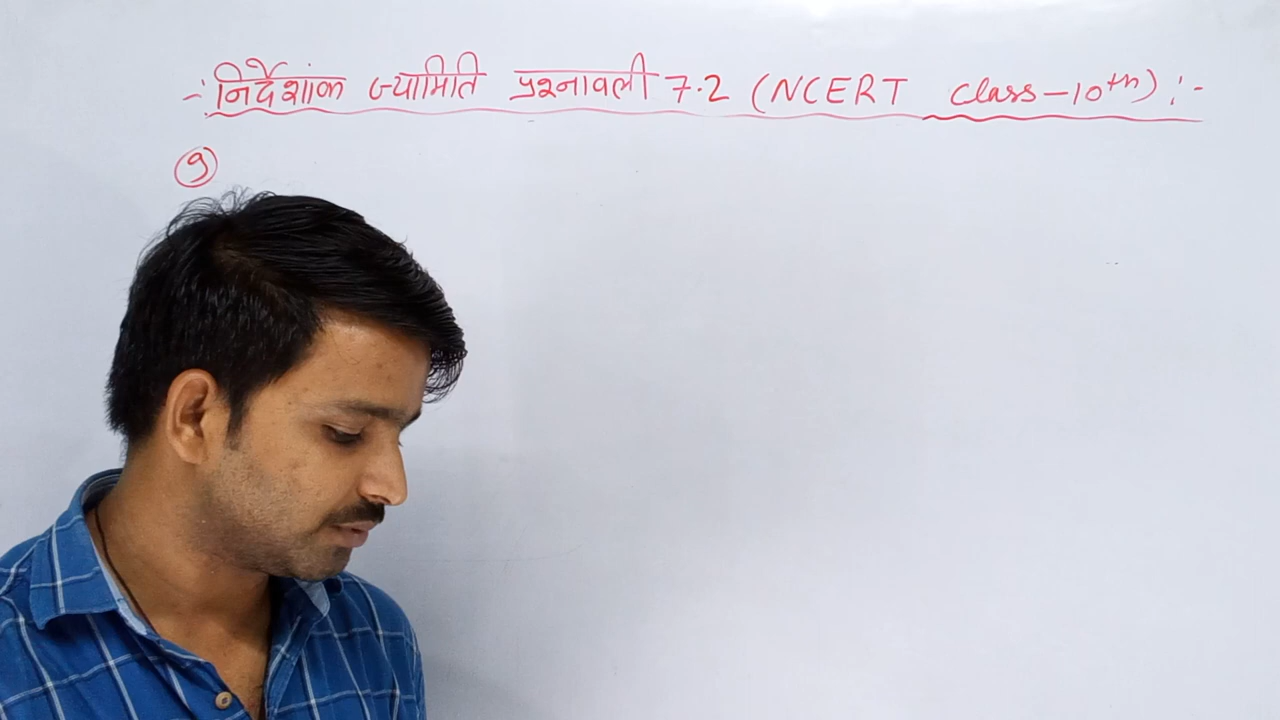 -: निर्देशांक ज्यामिति प्रश्नावली 7.2 (NCERT class-10th) :-
9